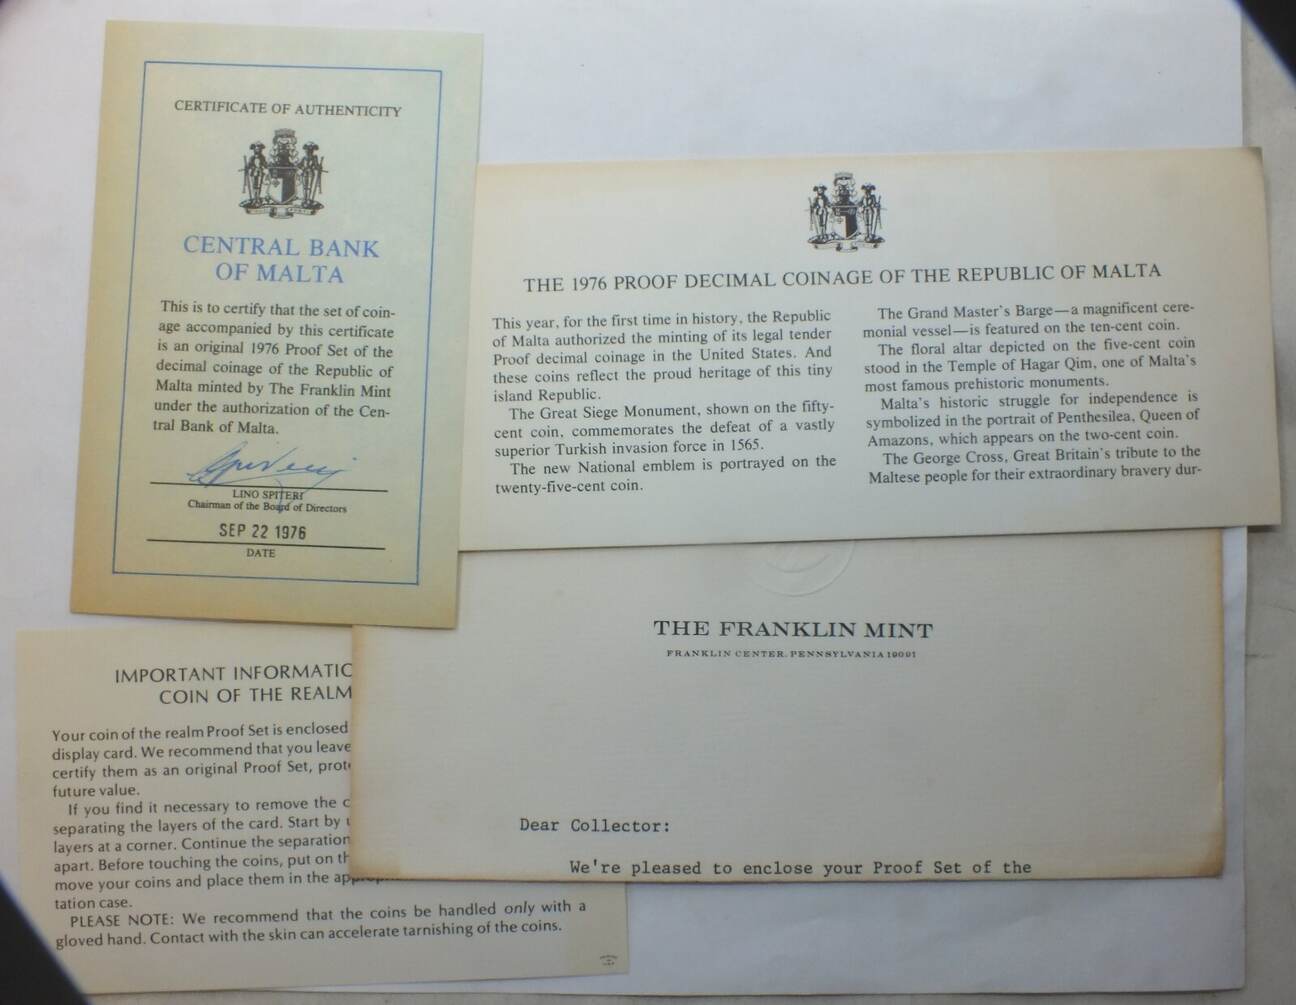 CERTIFICATE OF AUTHENTICITY
CENTRAL BANK
OF MALTA
This is to certify that the set of coin-
age accompanied by this certificate
is an original 1976 Proof Set of the
decimal coinage of the Republic of
Malta minted by The Franklin Mint
under the authorization of the Cen-
tral Bank of Malta.
LINO SPITERI
Chairman of the Board of Directors
SEP 22 1976
DATE
THE 1976 PROOF DECIMAL COINAGE OF THE REPUBLIC OF MALTA
This year, for the first time in history, the Republic
of Malta authorized the minting of its legal tender
Proof decimal coinage in the United States. And
these coins reflect the proud heritage of this tiny
island Republic.
The Great Siege Monument, shown on the fifty-
cent coin, commemorates the defeat of a vastly
superior Turkish invasion force in 1565.
The new National emblem is portrayed on the
twenty-five-cent coin.
The Grand Master's Barge—a magnificent cere-
monial vessel—is featured on the ten-cent coin.
The floral altar depicted on the five-cent coin
stood in the Temple of Hagar Qim, one of Malta's
most famous prehistoric monuments.
Malta's historic struggle for independence is
symbolized in the portrait of Penthesilea, Queen of
Amazons, which appears on the two-cent coin.
The George Cross, Great Britain's tribute to the
Maltese people for their extraordinary bravery dur-
THE FRANKLIN MINT
FRANKLIN CENTER, PENNSYLVANIA 19091
Dear Collector:
We're pleased to enclose your Proof Set of the
IMPORTANT INFORMATIO
COIN OF THE REALM
Your coin of the realm Proof Set is enclosed
display card. We recommend that you leave
certify them as an original Proof Set, prot
future value.
If you find it necessary to remove the c
separating the layers of the card. Start by
layers at a corner. Continue the separation
apart. Before touching the coins, put on th
move your coins and place them in the
tation case.
PLEASE NOTE: We recommend that the coins be handled only with a
gloved hand. Contact with the skin can accelerate tarnishing of the coins.